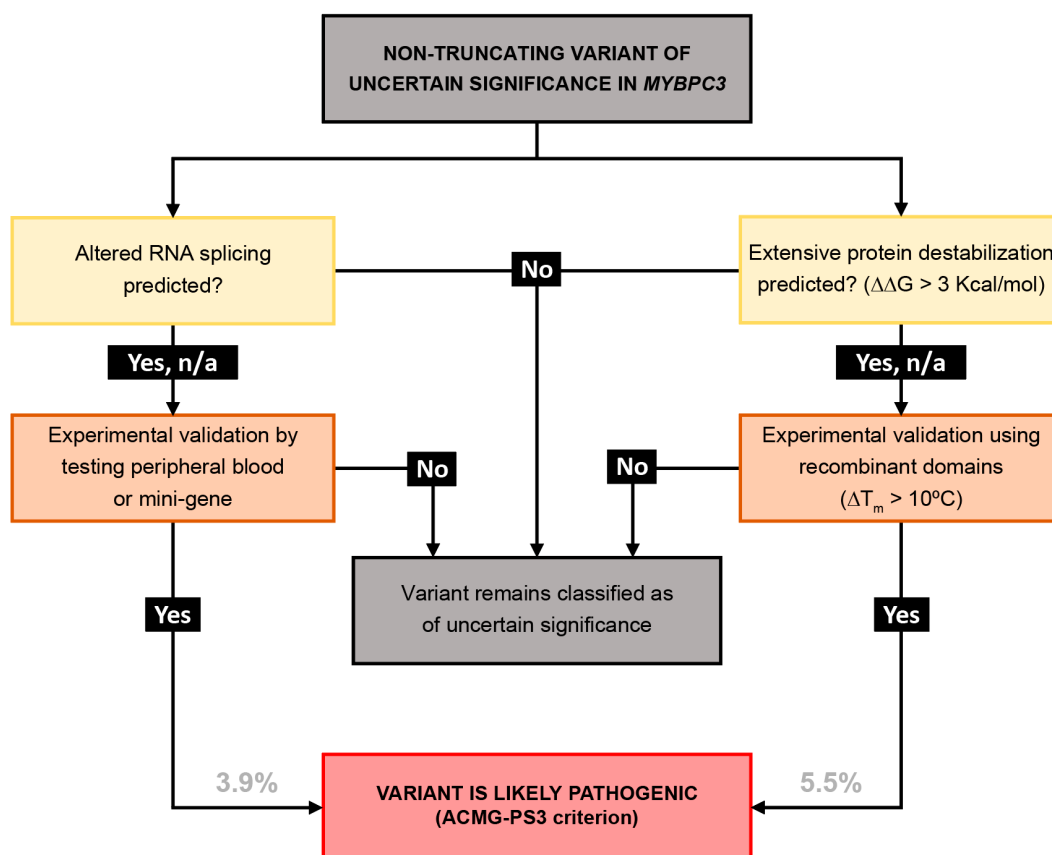 NON-TRUNCATING VARIANT OF
UNCERTAIN SIGNIFICANCE IN MYBPC3
Altered RNA splicing
predicted?
No
Extensive protein destabilization
predicted? (ΔΔG > 3 Kcal/mol)
Yes, n/a
Yes, n/a
Experimental validation by
testing peripheral blood
or mini-gene
No
No
Experimental validation using
recombinant domains
(ΔTm > 10ºC)
Yes
Variant remains classified as
of uncertain significance
Yes
3.9%
VARIANT IS LIKELY PATHOGENIC
(ACMG-PS3 criterion)
5.5%